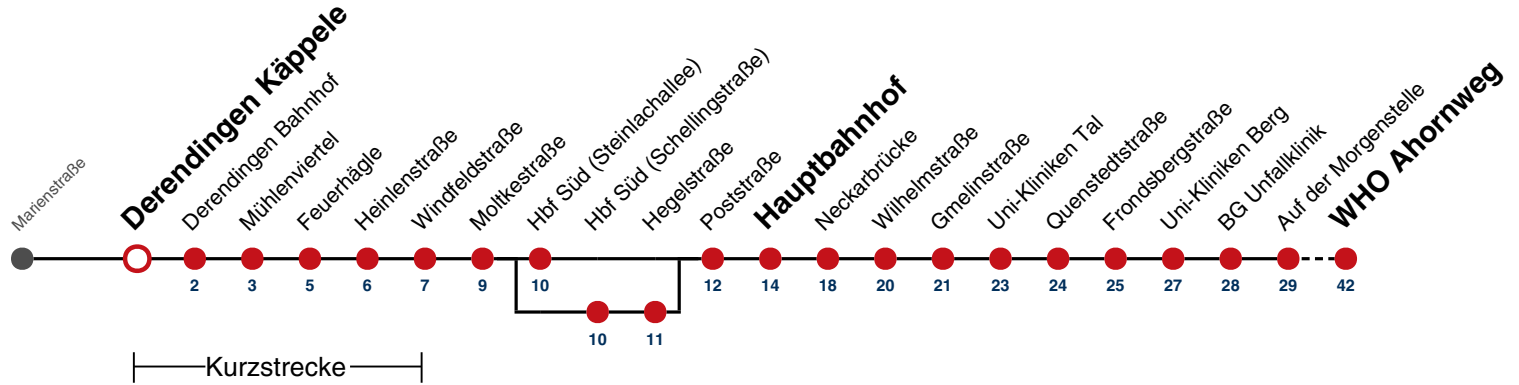 Marienstraße
Derendingen Käppele
Derendingen Bahnhof
Mühlenviertel
Feuerhägle
Heinlenstraße
Windfeldstraße
Moltkestraße
Hbf Süd (Steinlachallee)
Hbf Süd (Schellingstraße)
Hegelstraße
Poststraße
Hauptbahnhof
Neckarbrücke
Wilhelmstraße
Gmelinstraße
Uni-Kliniken Tal
Quenstedtstraße
Frondsbergstraße
Uni-Kliniken Berg
BG Unfallklinik
Auf der Morgenstelle
WHO Ahornweg
2 3 5 6 7 9 10 12 14 18 20 21 23 24 25 27 28 29 42
10 11
Kurzstrecke